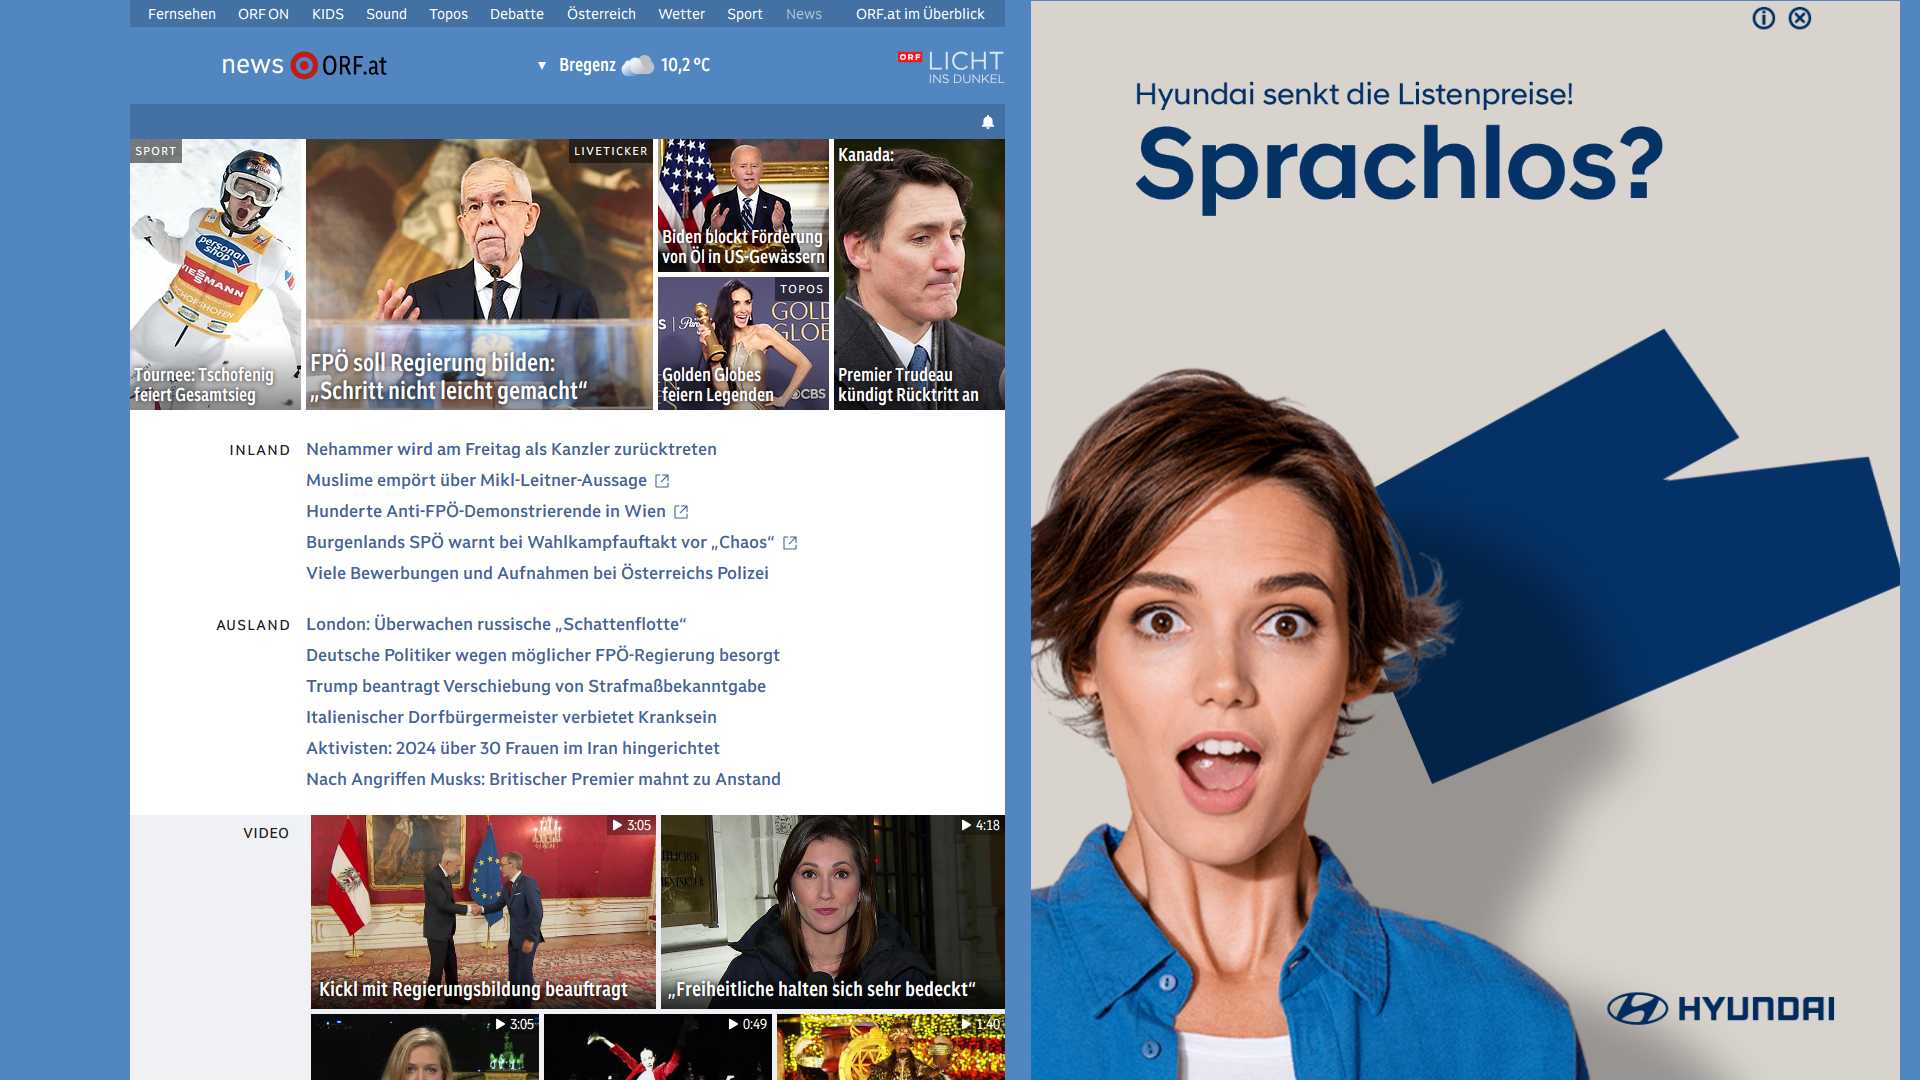 Fernsehen ORF ON KIDS Sound Topos Debatte Österreich Wetter Sport News ORF.at im Überblick
news ORF.at
Bregenz 10,2 °C
ORF LICHT
INS DUNKEL
SPORT
Tournee: Tschofenig
feiert Gesamtsieg
LIVETICKER
FPÖ soll Regierung bilden:
„Schritt nicht leicht gemacht“
Biden blockt Förderung
von Öl in US-Gewässern
TOPOS
Golden Globes
feiern Legenden
Kanada:
Premier Trudeau
kündigt Rücktritt an
INLAND
Nehammer wird am Freitag als Kanzler zurücktreten
Muslime empört über Mikl-Leitner-Aussage
Hunderte Anti-FPÖ-Demonstrierende in Wien
Burgenlands SPÖ warnt bei Wahlkampfauftakt vor „Chaos“
Viele Bewerbungen und Aufnahmen bei Österreichs Polizei
AUSLAND
London: Überwachen russische „Schattenflotte“
Deutsche Politiker wegen möglicher FPÖ-Regierung besorgt
Trump beantragt Verschiebung von Strafmaßbekanntgabe
Italienischer Dorfbürgermeister verbietet Kranksein
Aktivisten: 2024 über 30 Frauen im Iran hingerichtet
Nach Angriffen Musks: Britischer Premier mahnt zu Anstand
VIDEO
3:05
Kickl mit Regierungsbildung beauftragt
4:18
„Freiheitliche halten sich sehr bedeckt“
3:05
0:49
1:40
Hyundai senkt die Listenpreise!
Sprachlos?
HYUNDAI
personal
shop
VIESSMANN
BISCHOFSHOFEN
GOLD
GLOB
CBS